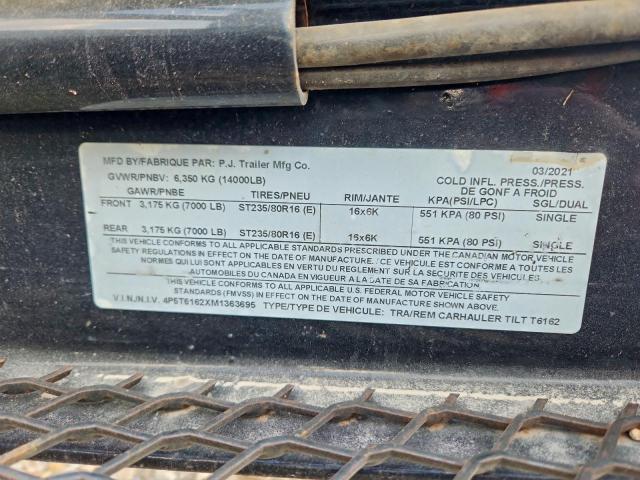 MFD BY/FABRIQUE PAR: P.J. Trailer Mfg Co. 03/2021
GVWR/PNBV: 6,350 KG (14000LB) COLD INFL. PRESS./PRESS.
DE GONF A FROID
GAWR/PNBE TIRES/PNEU RIM/JANTE KPA(PSI/LPC) SGL/DUAL
FRONT 3,175 KG (7000 LB) ST235/80R16 (E) 16x6K 551 KPA (80 PSI) SINGLE
REAR 3,175 KG (7000 LB) ST235/80R16 (E) 16x6K 551 KPA (80 PSI) SINGLE
THIS VEHICLE CONFORMS TO ALL APPLICABLE STANDARDS PRESCRIBED UNDER THE CANADIAN MOTOR VEHICLE
SAFETY REGULATIONS IN EFFECT ON THE DATE OF MANUFACTURE. / CE VEHICULE EST CONFORME A TOUTES LES
NORMES QUI LUI SONT APPLICABLES EN VERTU DU REGLEMENT SUR LA SECURITE DES VEHICULES
AUTOMOBILES DU CANADA EN VIGUEUR A LA DATE DE SA FABRICATION.
THIS VEHICLE CONFORMS TO ALL APPLICABLE U.S. FEDERAL MOTOR VEHICLE SAFETY
STANDARDS (FMVSS) IN EFFECT ON THE DATE OF MANUFACTURE SHOWN ABOVE.
V.I.N./N.I.V. 4P5T6162XM1363695 TYPE/TYPE DE VEHICULE: TRA/REM CARHAULER TILT T6162